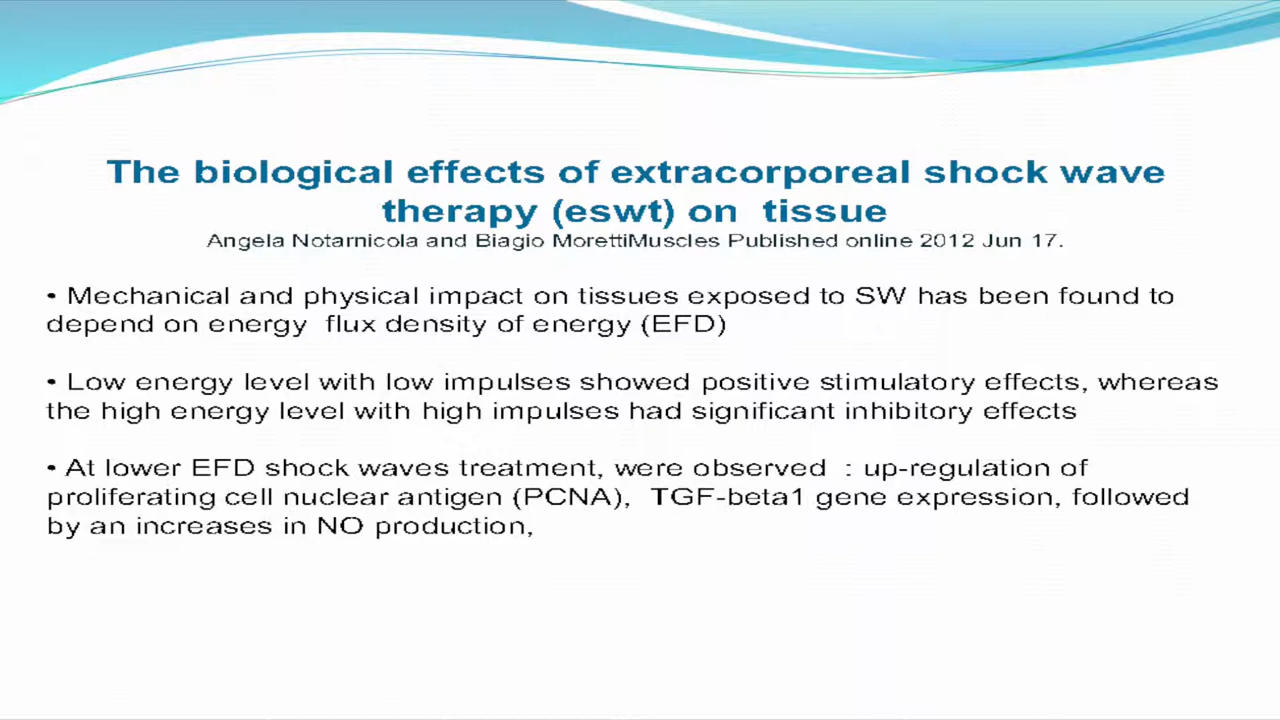 The biological effects of extracorporeal shock wave
therapy (eswt) on tissue
Angela Notarnicola and Biagio MorettiMuscles Published online 2012 Jun 17.
• Mechanical and physical impact on tissues exposed to SW has been found to
depend on energy flux density of energy (EFD)
• Low energy level with low impulses showed positive stimulatory effects, whereas
the high energy level with high impulses had significant inhibitory effects
• At lower EFD shock waves treatment, were observed : up-regulation of
proliferating cell nuclear antigen (PCNA), TGF-beta1 gene expression, followed
by an increases in NO production,